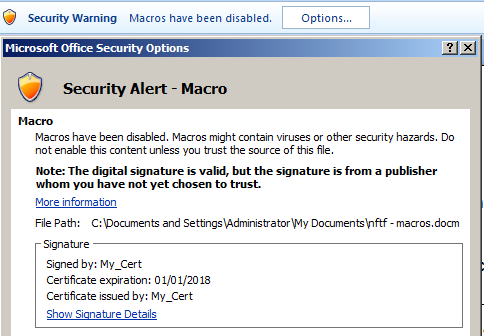 Security Warning Macros have been disabled. Options...
Microsoft Office Security Options
Security Alert - Macro
Macro
Macros have been disabled. Macros might contain viruses or other security hazards. Do
not enable this content unless you trust the source of this file.
Note: The digital signature is valid, but the signature is from a publisher
whom you have not yet chosen to trust.
More information
File Path: C:\Documents and Settings\Administrator\My Documents\nftf - macros.docm
Signature
Signed by: My_Cert
Certificate expiration: 01/01/2018
Certificate issued by: My_Cert
Show Signature Details